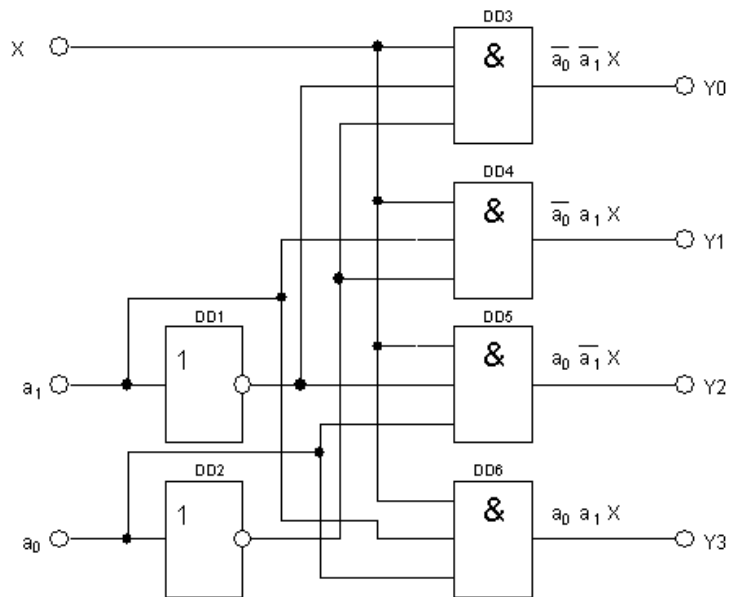 DD3
X
&
a̅₀ a̅₁ X
Y0
DD4
&
a̅₀ a₁ X
Y1
DD1
1
a₁
DD5
&
a₀ a̅₁ X
Y2
DD2
1
a₀
DD6
&
a₀ a₁ X
Y3